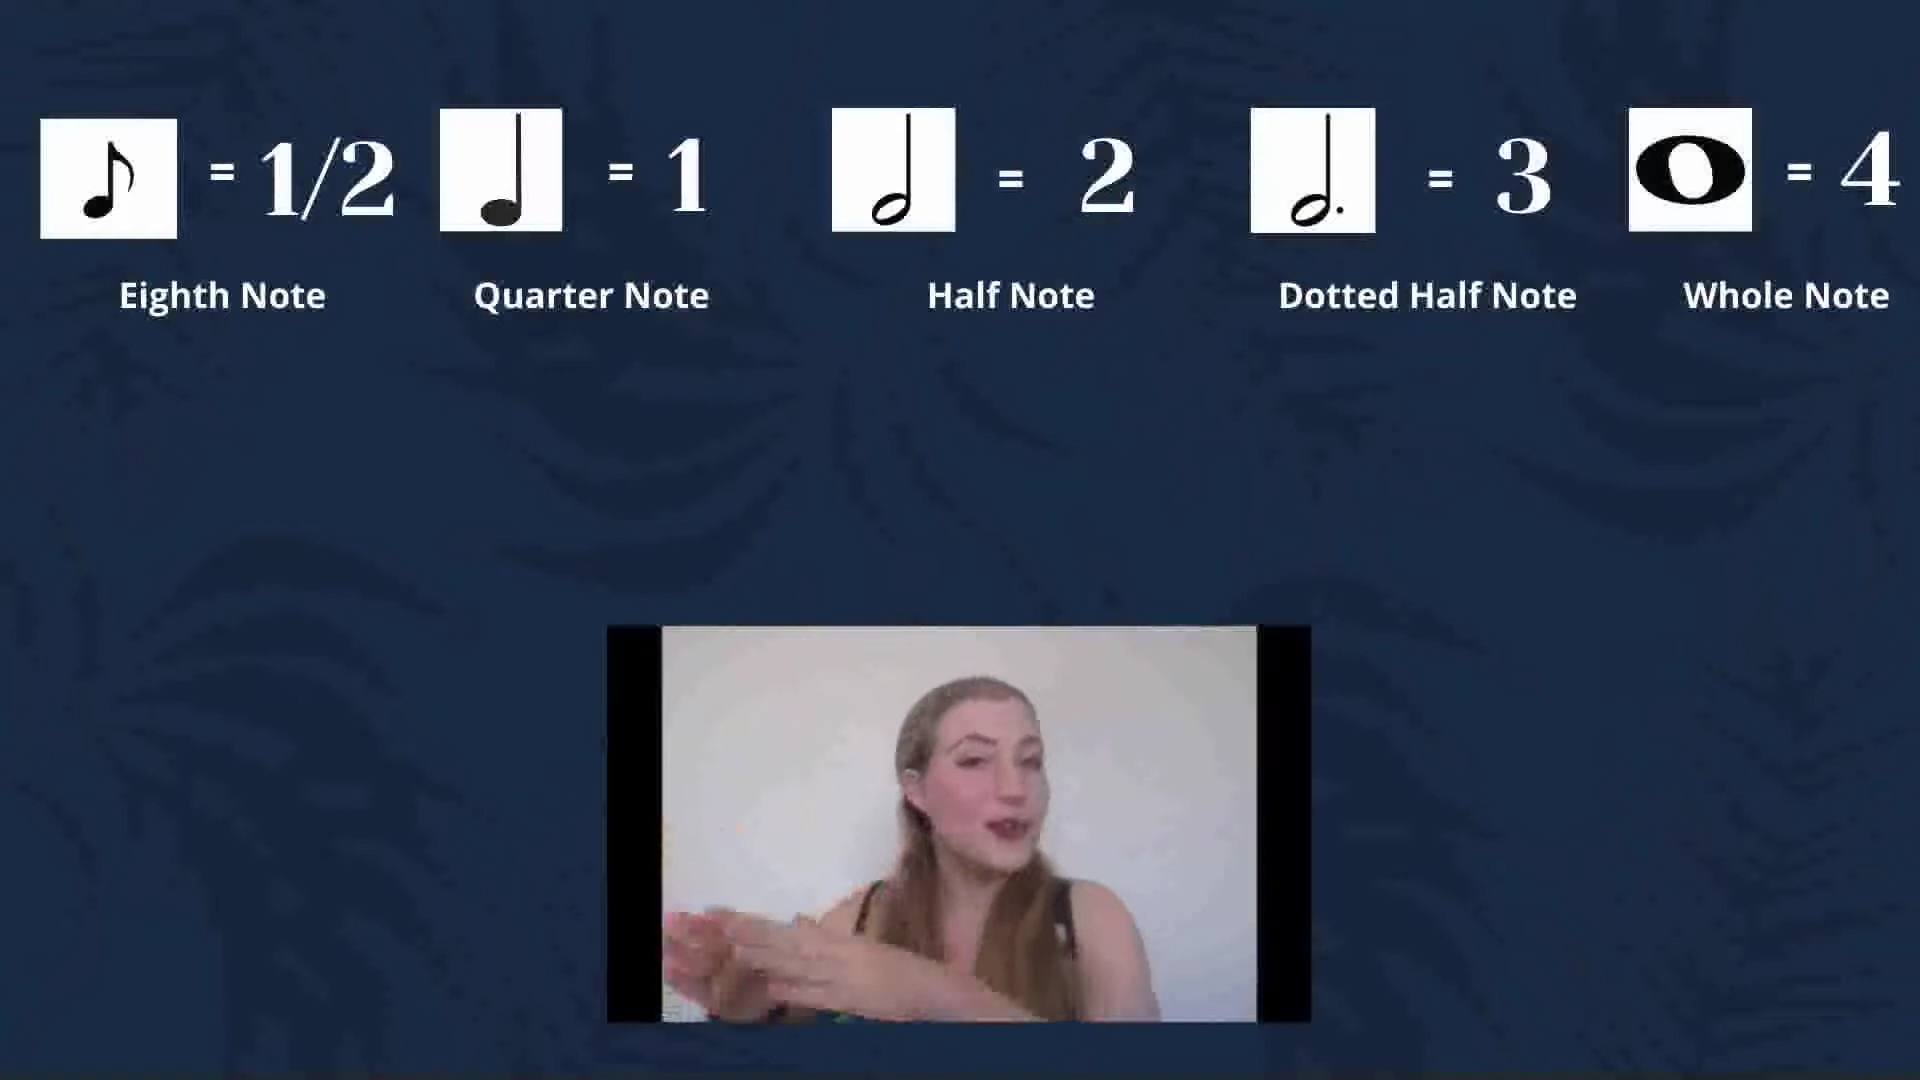 = 1/2
= 1
= 2
= 3
= 4
Eighth Note
Quarter Note
Half Note
Dotted Half Note
Whole Note